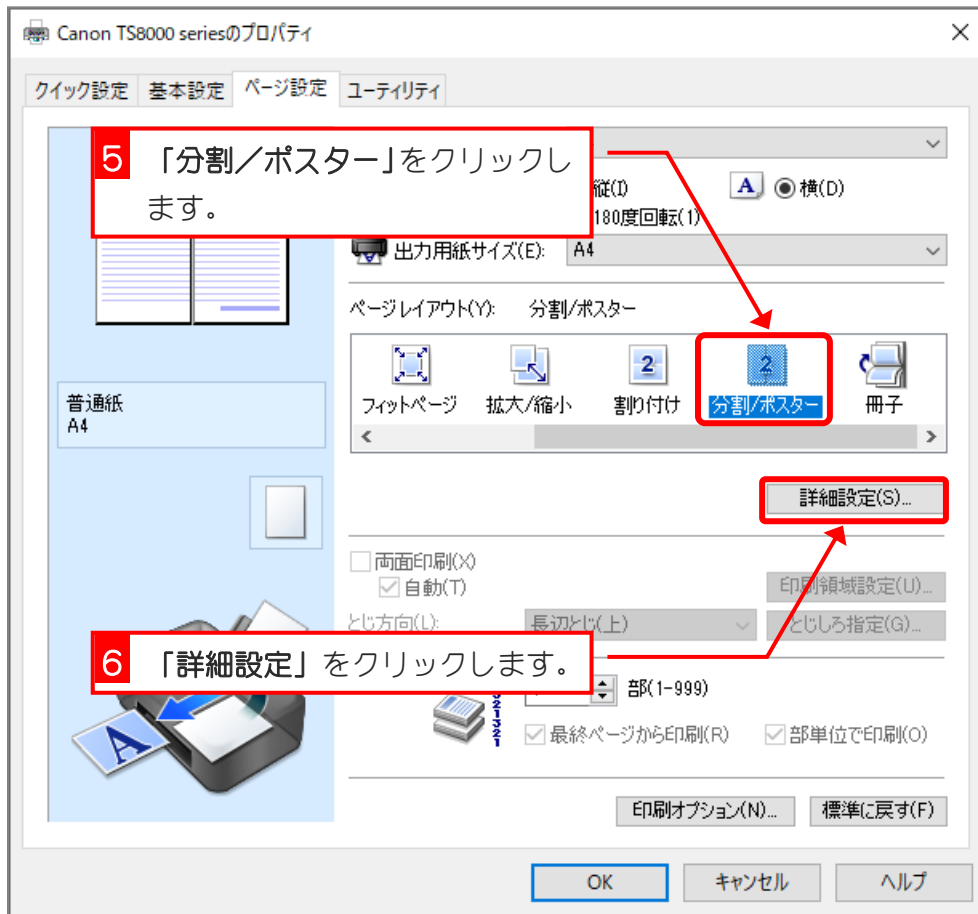 Canon TS8000 seriesのプロパティ
クイック設定 基本設定 ページ設定 ユーティリティ
5 「分割／ポスター」をクリックし
ます。
縦(I) A 横(D)
180度回転(1)
出力用紙サイズ(E): A4
ページレイアウト(Y): 分割/ポスター
2 2
フィットページ 拡大/縮小 割り付け 分割/ポスター 冊子
普通紙
A4
詳細設定(S)...
両面印刷(X)
自動(T) 印刷領域設定(U)...
とじ方向(L): 長辺とじ(上) とじしろ指定(G)...
6 「詳細設定」をクリックします。
部(1-999)
321321
最終ページから印刷(R) 部単位で印刷(O)
A
印刷オプション(N)... 標準に戻す(F)
OK キャンセル ヘルプ